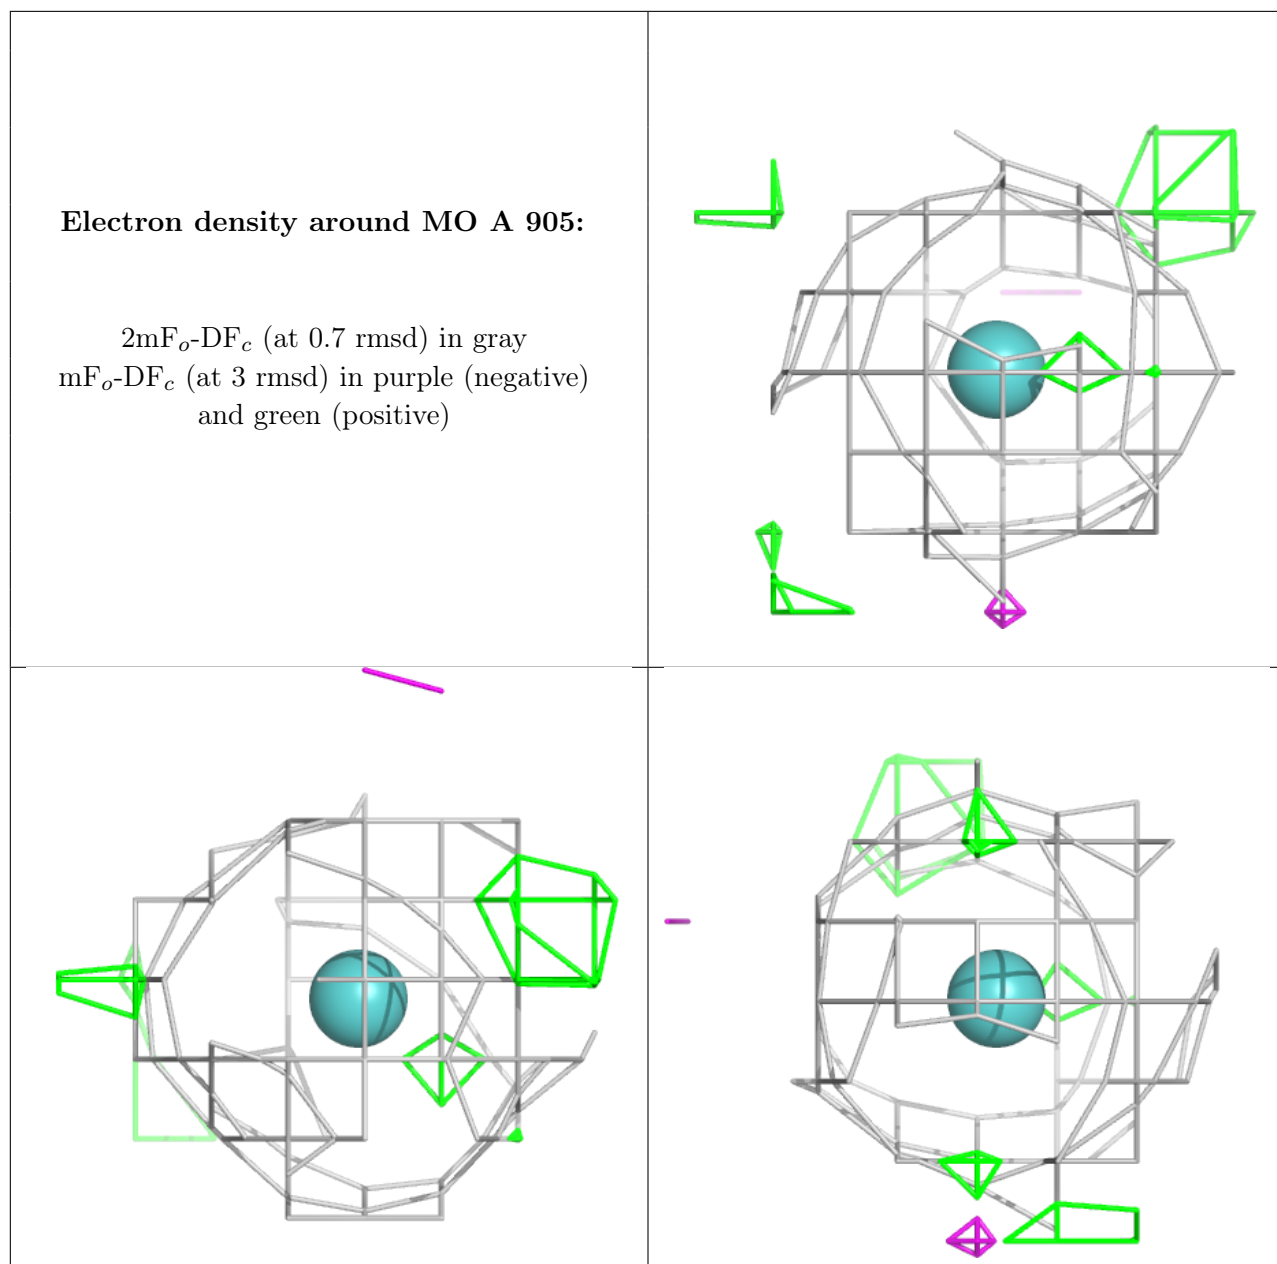 Electron density around MO A 905:
2mFo-DFc (at 0.7 rmsd) in gray
mFo-DFc (at 3 rmsd) in purple (negative)
and green (positive)